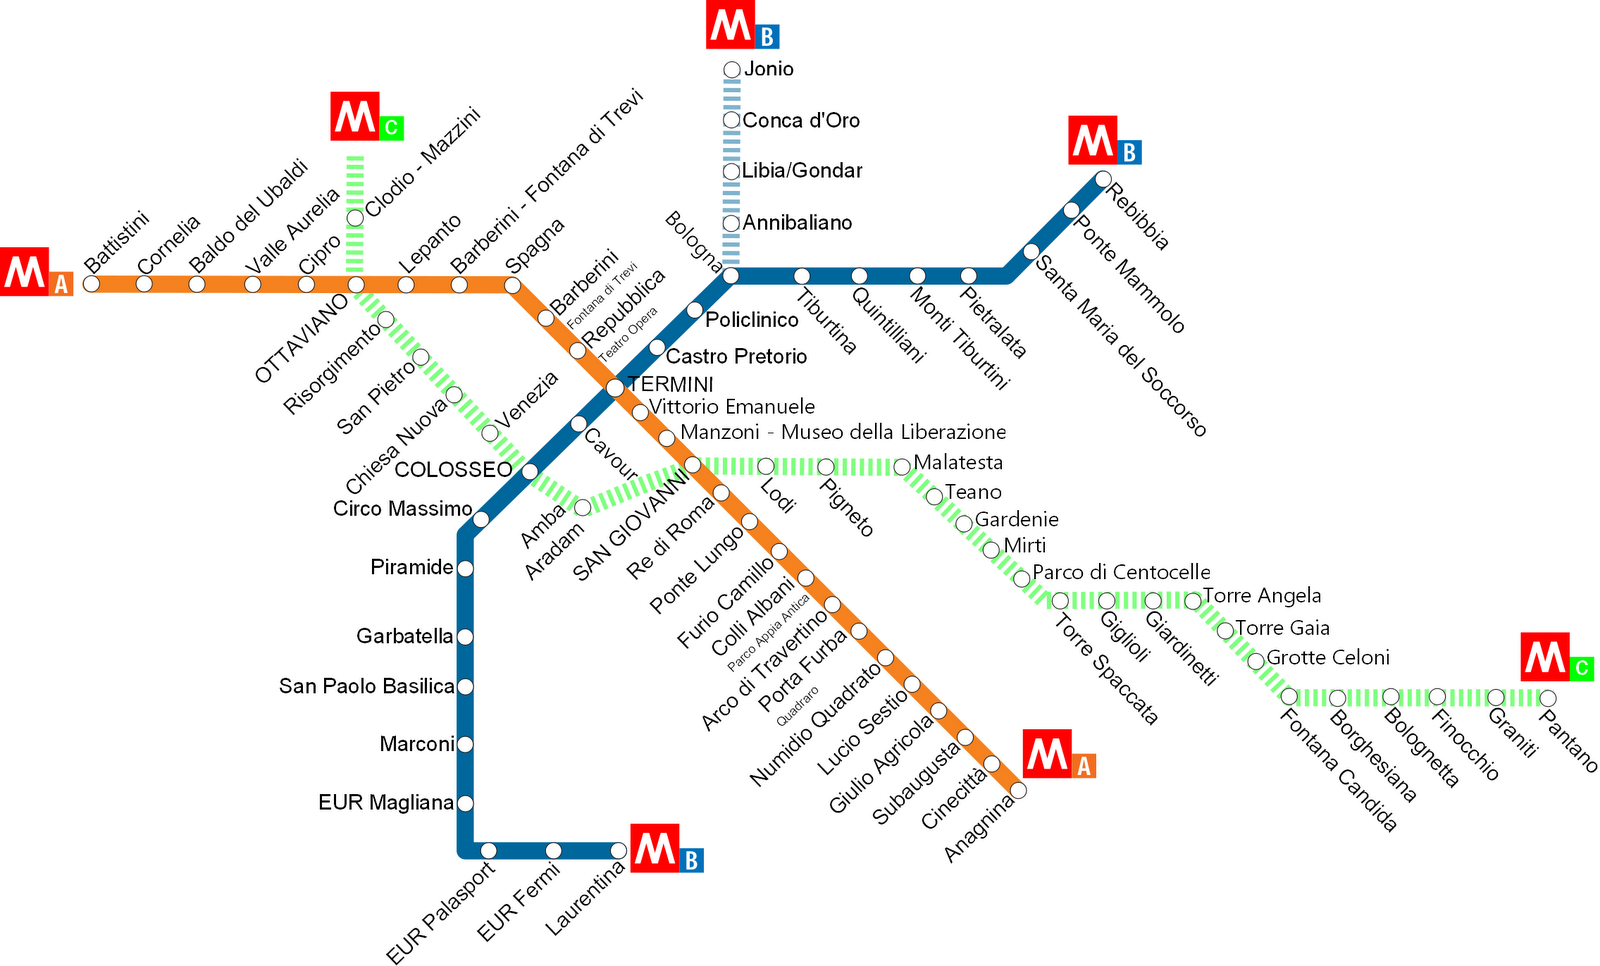 M B
Jonio
Conca d'Oro
Libia/Gondar
Annibaliano
Bologna
M B
Rebibbia
Ponte Mammolo
Santa Maria del Soccorso
Pietralata
Monti Tiburtini
Quintilliani
Tiburtina
Policlinico
Castro Pretorio
TERMINI
Cavour
COLOSSEO
Circo Massimo
Piramide
Garbatella
San Paolo Basilica
Marconi
EUR Magliana
EUR Palasport
EUR Fermi
Laurentina
M B
M A
Battistini
Cornelia
Baldo del Ubaldi
Valle Aurelia
Cipro
OTTAVIANO
Lepanto
Barberini - Fontana di Trevi
Spagna
Barberini
Fontana di Trevi
Repubblica
Teatro Opera
Vittorio Emanuele
Manzoni - Museo della Liberazione
SAN GIOVANNI
Re di Roma
Ponte Lungo
Furio Camillo
Colli Albani
Parco Appia Antica
Arco di Travertino
Porta Furba
Quadraro
Numidio Quadrato
Lucio Sestio
Giulio Agricola
Subaugusta
Cinecittà
Anagnina
M A
M C
Clodio - Mazzini
Risorgimento
San Pietro
Chiesa Nuova
Venezia
Amba
Aradam
Lodi
Pigneto
Malatesta
Teano
Gardenie
Mirti
Parco di Centocelle
Torre Spaccata
Giglioli
Giardinetti
Torre Angela
Torre Gaia
Grotte Celoni
Fontana Candida
Borghesiana
Bolognetta
Finocchio
Graniti
Pantano
M C